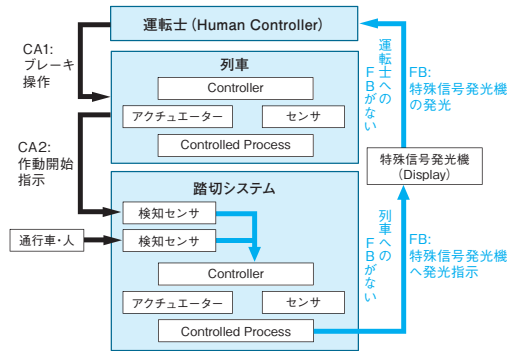 運転士(Human Controller)
CA1:
ブレーキ
操作
列車
Controller
アクチュエーター
センサ
Controlled Process
運転士への
FBがない
FB:
特殊信号発光機
の発光
CA2:
作動開始
指示
特殊信号発光機
(Display)
踏切システム
検知センサ
通行車・人
検知センサ
列車への
FBがない
FB:
特殊信号発光機
へ発光指示
Controller
アクチュエーター
センサ
Controlled Process